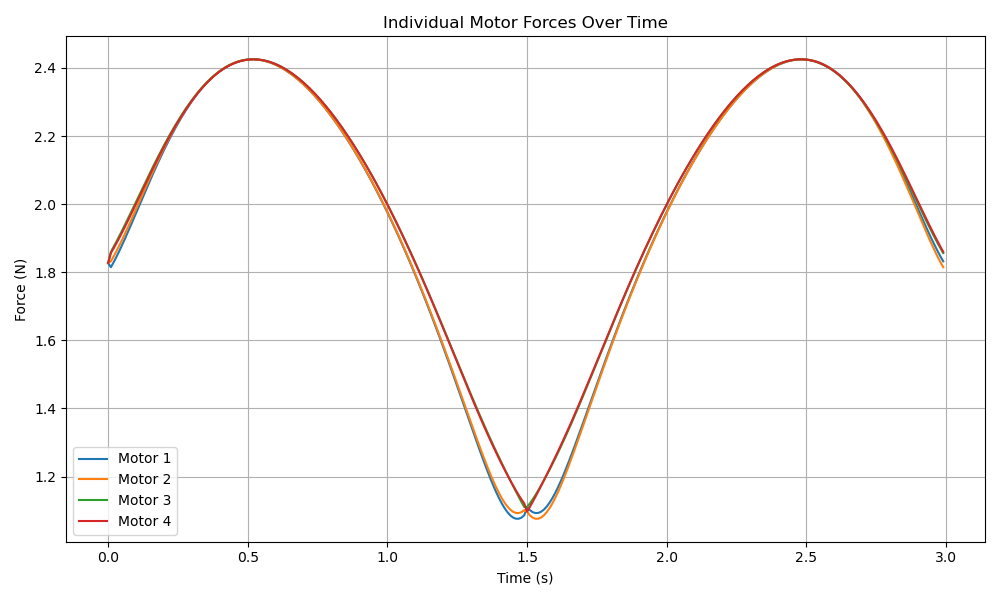 Individual Motor Forces Over Time
Force (N)
2.4
2.2
2.0
1.8
1.6
1.4
1.2
Motor 1
Motor 2
Motor 3
Motor 4
0.0 0.5 1.0 1.5 2.0 2.5 3.0
Time (s)